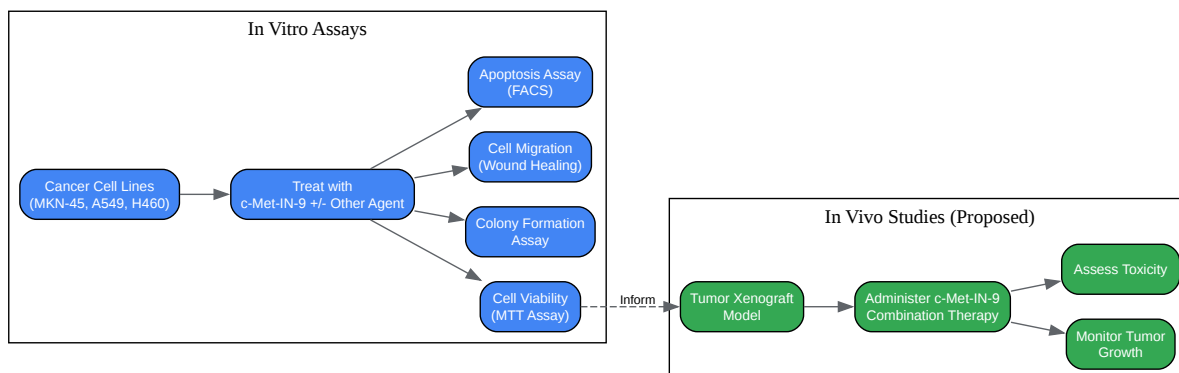 In Vitro Assays
Cancer Cell Lines
(MKN-45, A549, H460)
Treat with
c-Met-IN-9 +/- Other Agent
Apoptosis Assay
(FACS)
Cell Migration
(Wound Healing)
Colony Formation
Assay
Cell Viability
(MTT Assay)
Inform
In Vivo Studies (Proposed)
Tumor Xenograft
Model
Administer c-Met-IN-9
Combination Therapy
Assess Toxicity
Monitor Tumor
Growth